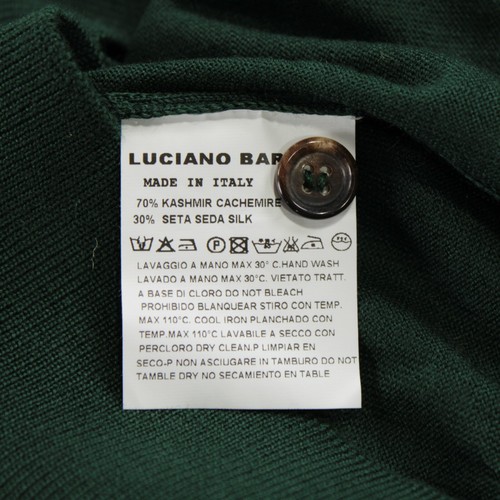 LUCIANO BAR
MADE IN ITALY
70% KASHMIR CACHEMIRE
30% SETA SEDA SILK
P
LAVAGGIO A MANO MAX 30° C.HAND WASH
LAVADO A MANO MAX 30°C. VIETATO TRATT.
A BASE DI CLORO DO NOT BLEACH
PROHIBIDO BLANQUEAR STIRO CON TEMP.
MAX 110°C. COOL IRON PLANCHADO CON
TEMP.MAX 110°C LAVABILE A SECCO CON
PERCLORO DRY CLEAN.P LIMPIAR EN
SECO-P NON ASCIUGARE IN TAMBURO DO NOT
TAMBLE DRY NO SECAMIENTO EN TABLE